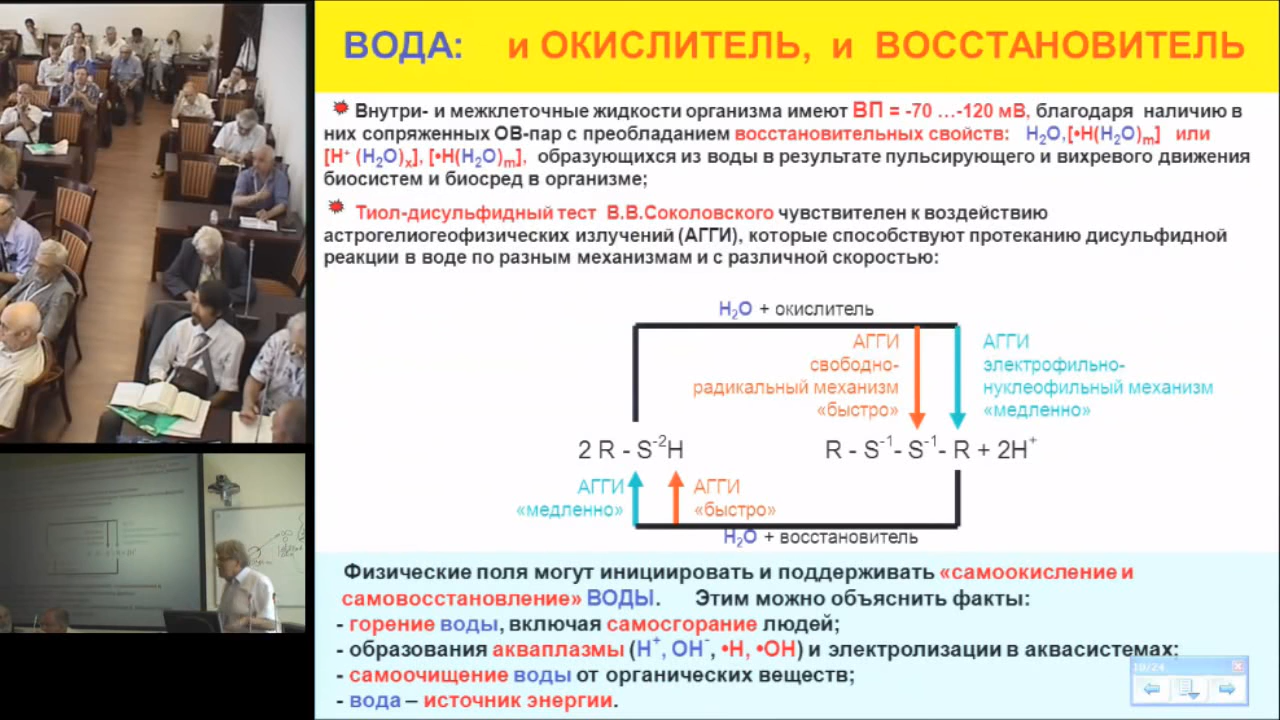 ВОДА: и ОКИСЛИТЕЛЬ, и ВОССТАНОВИТЕЛЬ
Внутри- и межклеточные жидкости организма имеют ВП = -70 …-120 мВ, благодаря наличию в
них сопряженных ОВ-пар с преобладанием восстановительных свойств: H₂O,[•H(H₂O)ₘ] или
[H⁺ (H₂O)ₓ], [•H(H₂O)ₘ], образующихся из воды в результате пульсирующего и вихревого движения
биосистем и биосред в организме;
Тиол-дисульфидный тест В.В.Соколовского чувствителен к воздействию
астрогелиогеофизических излучений (АГГИ), которые способствуют протеканию дисульфидной
реакции в воде по разным механизмам и с различной скоростью:
H₂O + окислитель
АГГИ
свободно-
радикальный механизм
«быстро»
АГГИ
электрофильно-
нуклеофильный механизм
«медленно»
2 R - S⁻²H
R - S⁻¹- S⁻¹- R + 2H⁺
АГГИ
«медленно»
АГГИ
«быстро»
H₂O + восстановитель
Физические поля могут инициировать и поддерживать «самоокисление и
самовосстановление» ВОДЫ. Этим можно объяснить факты:
- горение воды, включая самосгорание людей;
- образования акваплазмы (H⁺, OH⁻, •H, •OH) и электролизации в аквасистемах;
- самоочищение воды от органических веществ;
- вода – источник энергии.
10/24